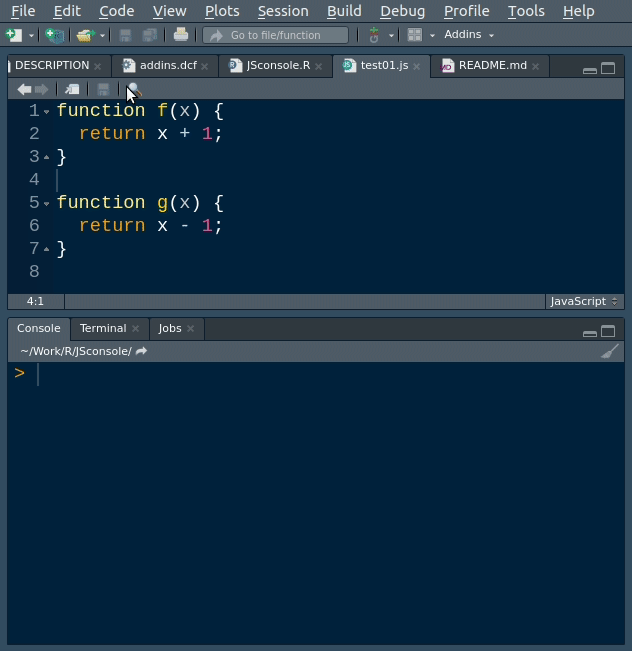 File Edit Code View Plots Session Build Debug Profile Tools Help
Go to file/function Addins
DESCRIPTION addins.dcf JSconsole.R test01.js README.md
1 function f(x) {
2 return x + 1;
3 }
4
5 function g(x) {
6 return x - 1;
7 }
8
4:1 JavaScript
Console Terminal Jobs
~/Work/R/JSconsole/
>